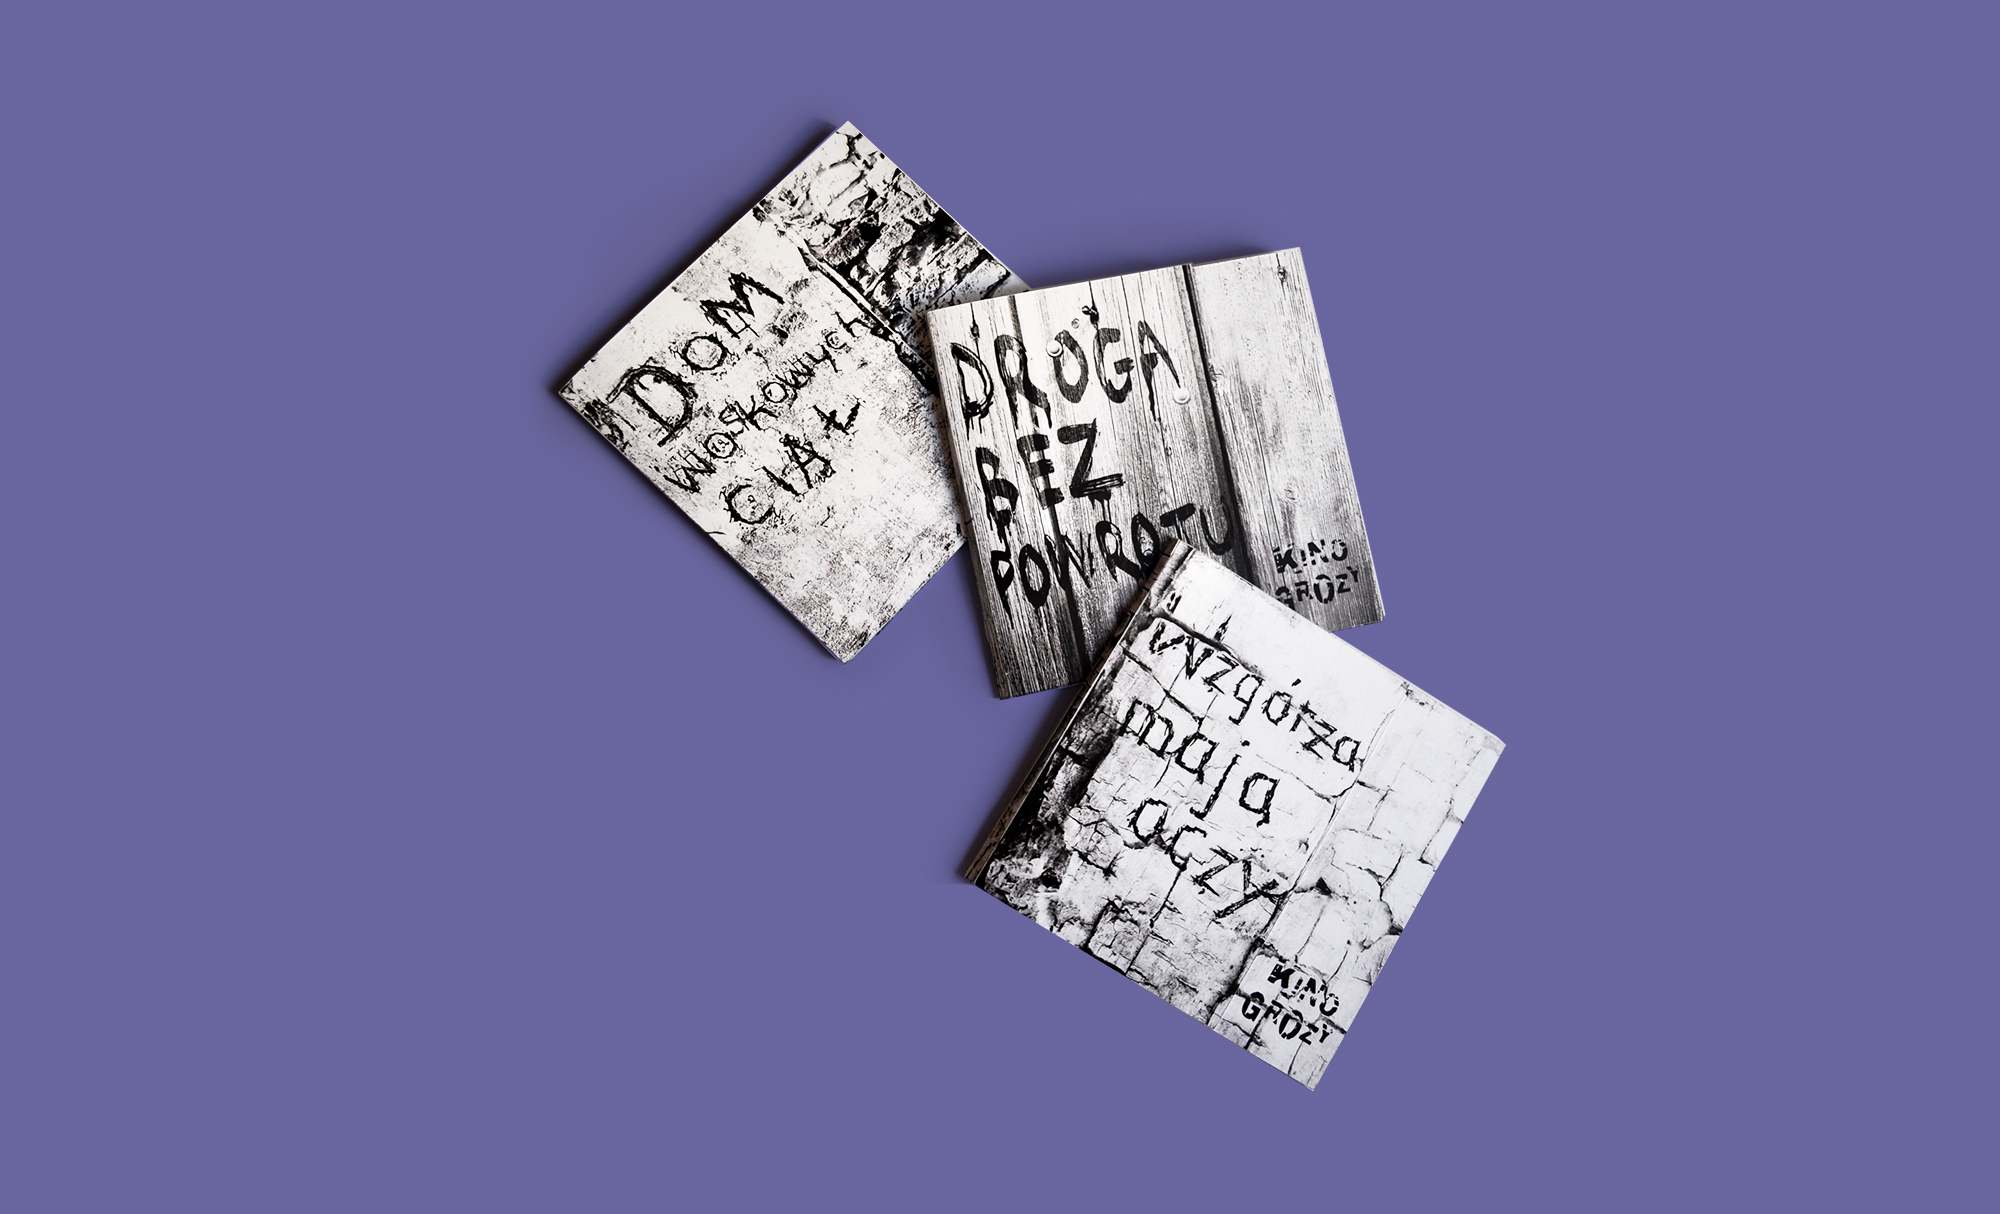 DOM
woskowych
CIAŁ
DROGA
BEZ
POWROTU
KINO
GROZY
Wzgórza
mają
oczy
KINO
GROZY